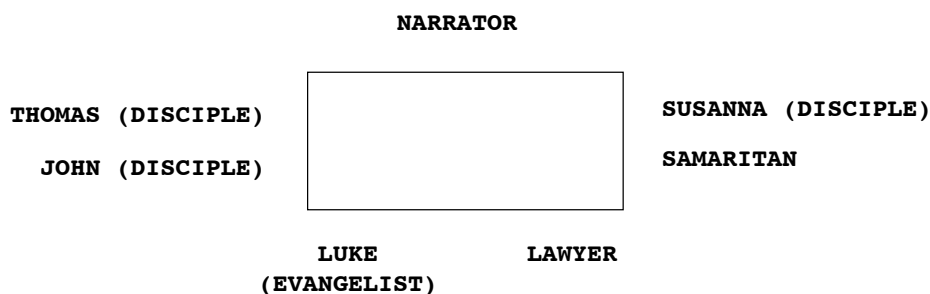 NARRATOR
THOMAS (DISCIPLE)
SUSANNA (DISCIPLE)
JOHN (DISCIPLE)
SAMARITAN
LUKE
(EVANGELIST)
LAWYER